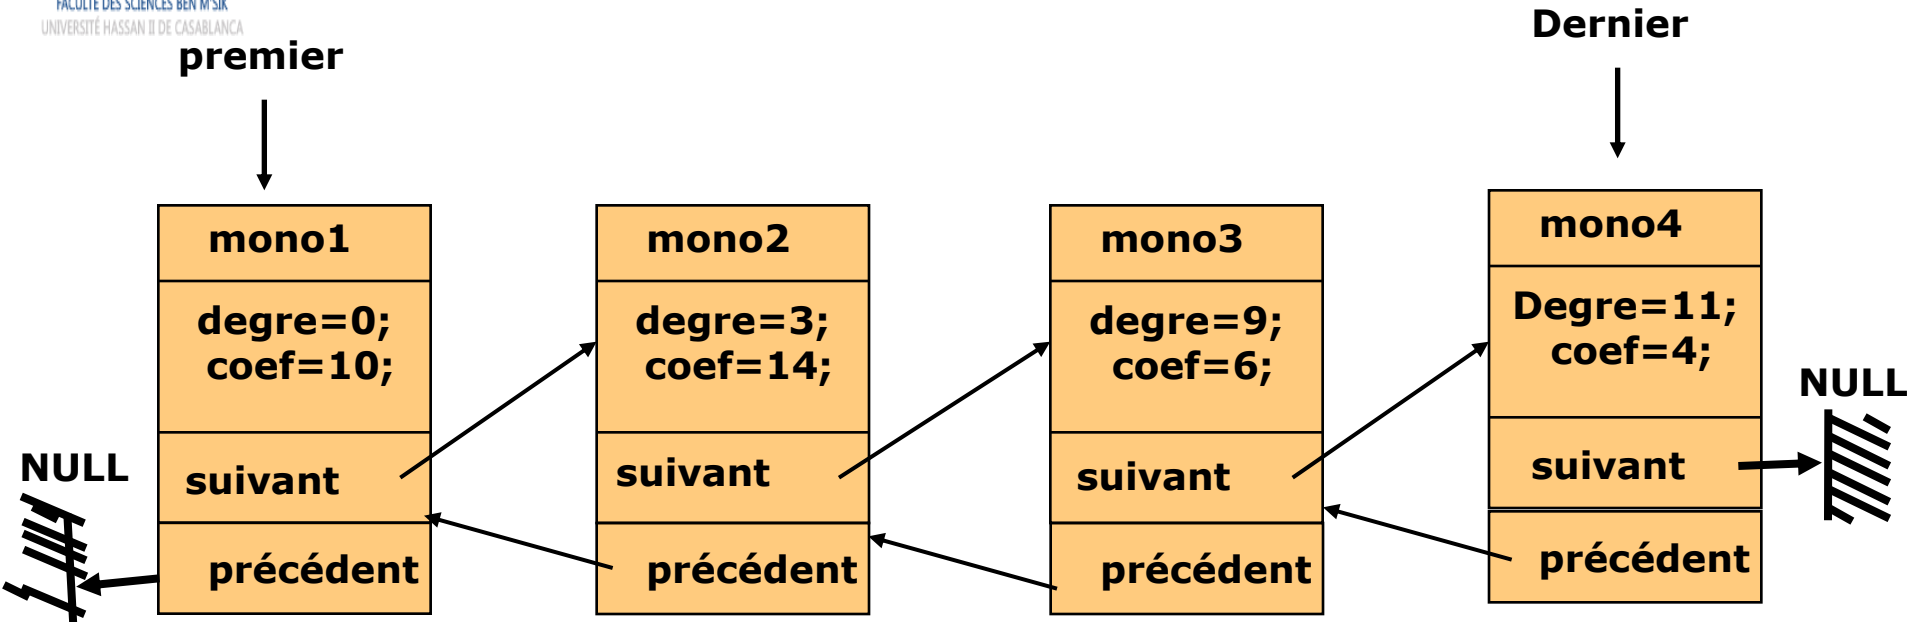 FACULTÉ DES SCIENCES BEN M'SIK
UNIVERSITÉ HASSAN II DE CASABLANCA
premier
Dernier
mono1
degre=0;
coef=10;
suivant
précédent
mono2
degre=3;
coef=14;
suivant
précédent
mono3
degre=9;
coef=6;
suivant
précédent
mono4
Degre=11;
coef=4;
suivant
précédent
NULL
NULL